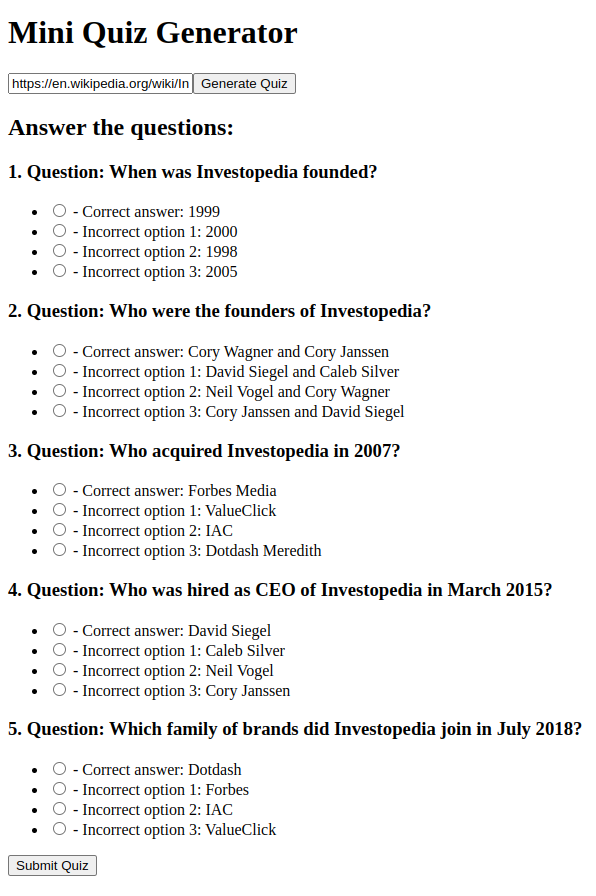 Mini Quiz Generator
https://en.wikipedia.org/wiki/In Generate Quiz
Answer the questions:
1. Question: When was Investopedia founded?
- Correct answer: 1999
- Incorrect option 1: 2000
- Incorrect option 2: 1998
- Incorrect option 3: 2005
2. Question: Who were the founders of Investopedia?
- Correct answer: Cory Wagner and Cory Janssen
- Incorrect option 1: David Siegel and Caleb Silver
- Incorrect option 2: Neil Vogel and Cory Wagner
- Incorrect option 3: Cory Janssen and David Siegel
3. Question: Who acquired Investopedia in 2007?
- Correct answer: Forbes Media
- Incorrect option 1: ValueClick
- Incorrect option 2: IAC
- Incorrect option 3: Dotdash Meredith
4. Question: Who was hired as CEO of Investopedia in March 2015?
- Correct answer: David Siegel
- Incorrect option 1: Caleb Silver
- Incorrect option 2: Neil Vogel
- Incorrect option 3: Cory Janssen
5. Question: Which family of brands did Investopedia join in July 2018?
- Correct answer: Dotdash
- Incorrect option 1: Forbes
- Incorrect option 2: IAC
- Incorrect option 3: ValueClick
Submit Quiz